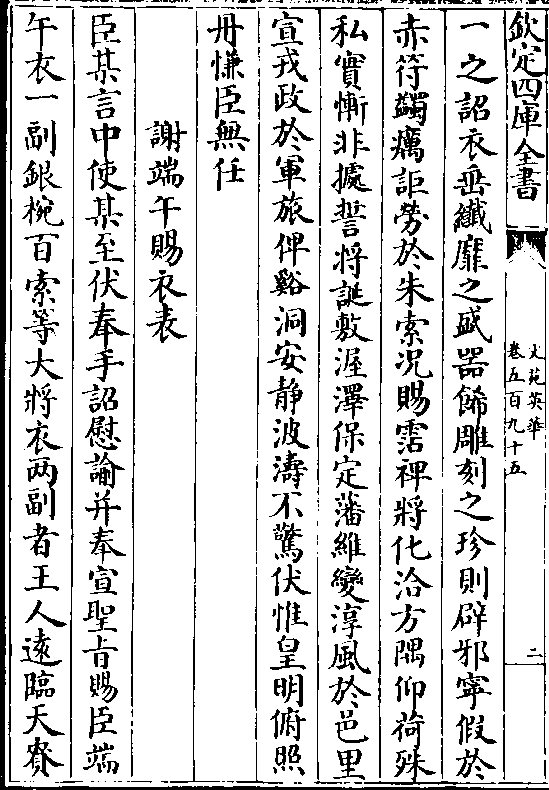 欽定四庫全書
文苑英華
卷五百九十五
二
一之詔衣垂纖靡之盛器餙雕刻之珍則辟邪寜假於
赤符蠲癘詎勞於朱索况賜霑裨將化洽方隅仰荷殊
私實慚非據誓將誕敷渥澤保定藩維變淳風於邑里
宣戎政於軍旅俾谿洞安静波濤不驚伏惟皇明俯照
丹慊臣無任
謝端午賜衣表
臣某言中使某至伏奉手詔慰諭并奉宣聖旨賜臣端
午衣一副銀椀百索等大將衣两副者王人遠臨天賚